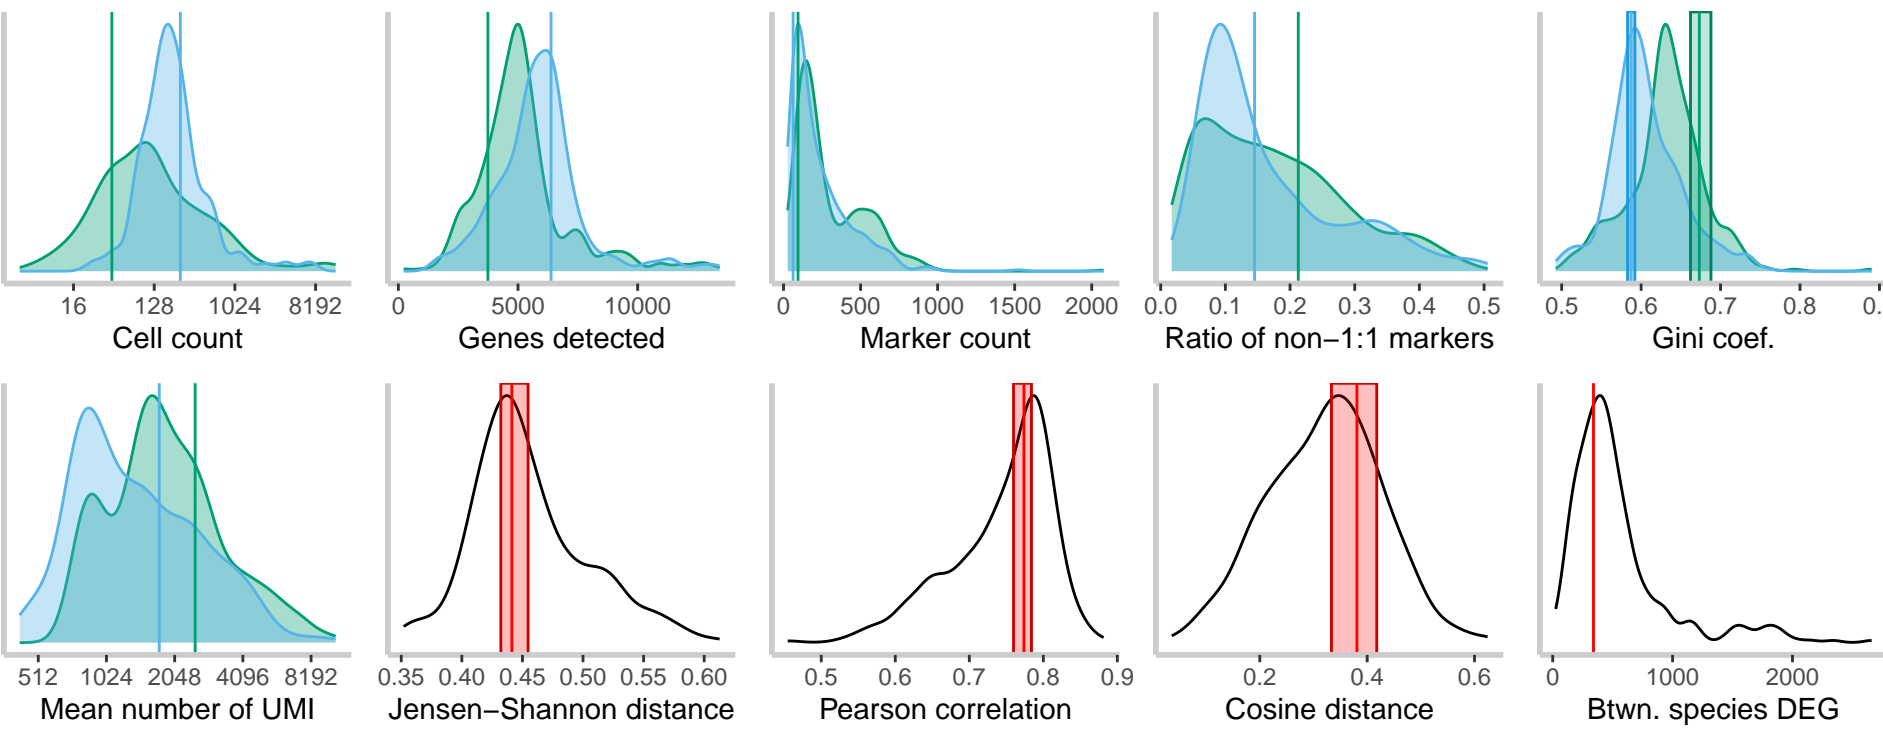 16 128 1024 8192
Cell count
0 5000 10000
Genes detected
0 500 1000 1500 2000
Marker count
0.0 0.1 0.2 0.3 0.4 0.5
Ratio of non−1:1 markers
0.5 0.6 0.7 0.8 0.
Gini coef.
512 1024 2048 4096 8192
Mean number of UMI
0.35 0.40 0.45 0.50 0.55 0.60
Jensen−Shannon distance
0.5 0.6 0.7 0.8 0.9
Pearson correlation
0.2 0.4 0.6
Cosine distance
0 1000 2000
Btwn. species DEG